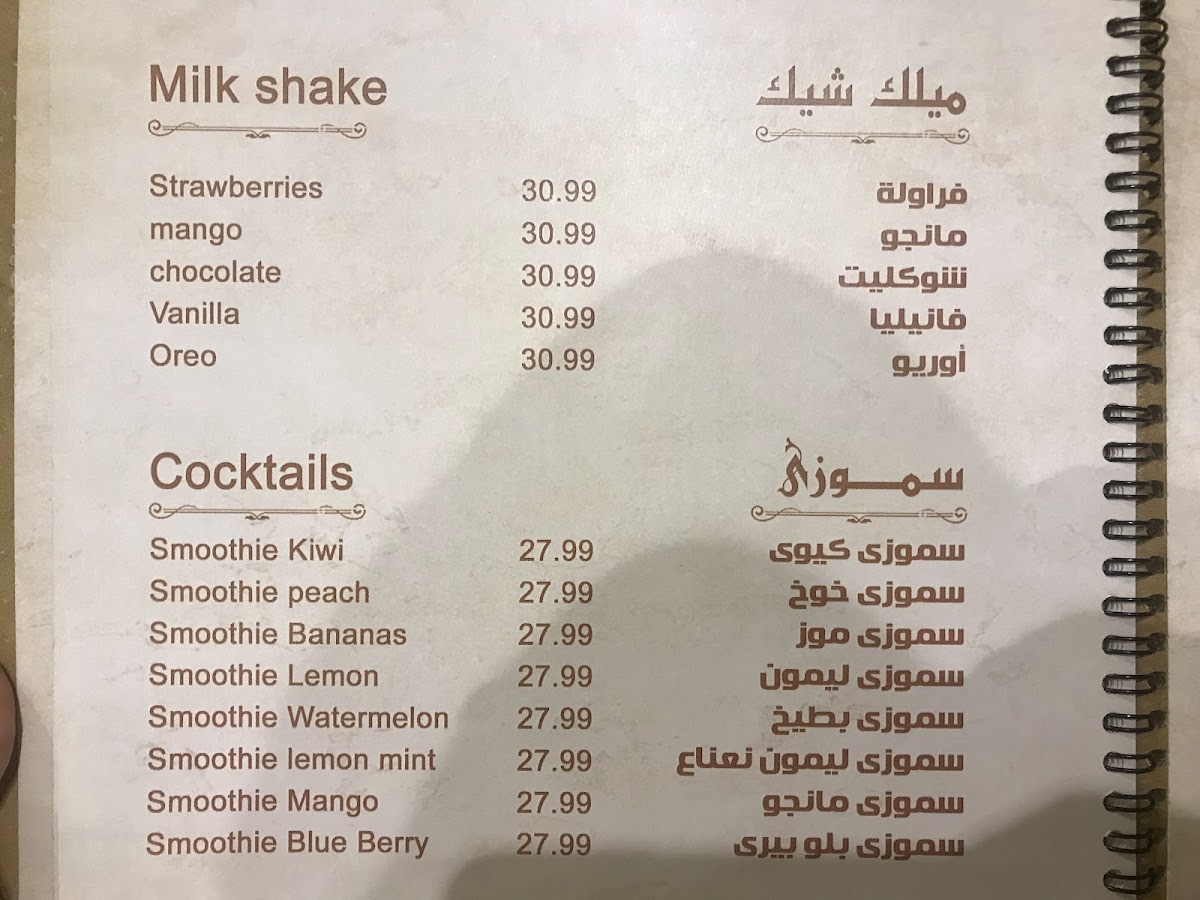 Milk shake ميلك شيك
Strawberries 30.99 فراولة
mango 30.99 مانجو
chocolate 30.99 شوكليت
Vanilla 30.99 فانيليا
Oreo 30.99 أوريو
Cocktails سمـوزى
Smoothie Kiwi 27.99 سموزى كيوى
Smoothie peach 27.99 سموزى خوخ
Smoothie Bananas 27.99 سموزى موز
Smoothie Lemon 27.99 سموزى ليمون
Smoothie Watermelon 27.99 سموزى بطيخ
Smoothie lemon mint 27.99 سموزى ليمون نعناع
Smoothie Mango 27.99 سموزى مانجو
Smoothie Blue Berry 27.99 سموزى بلو بيرى